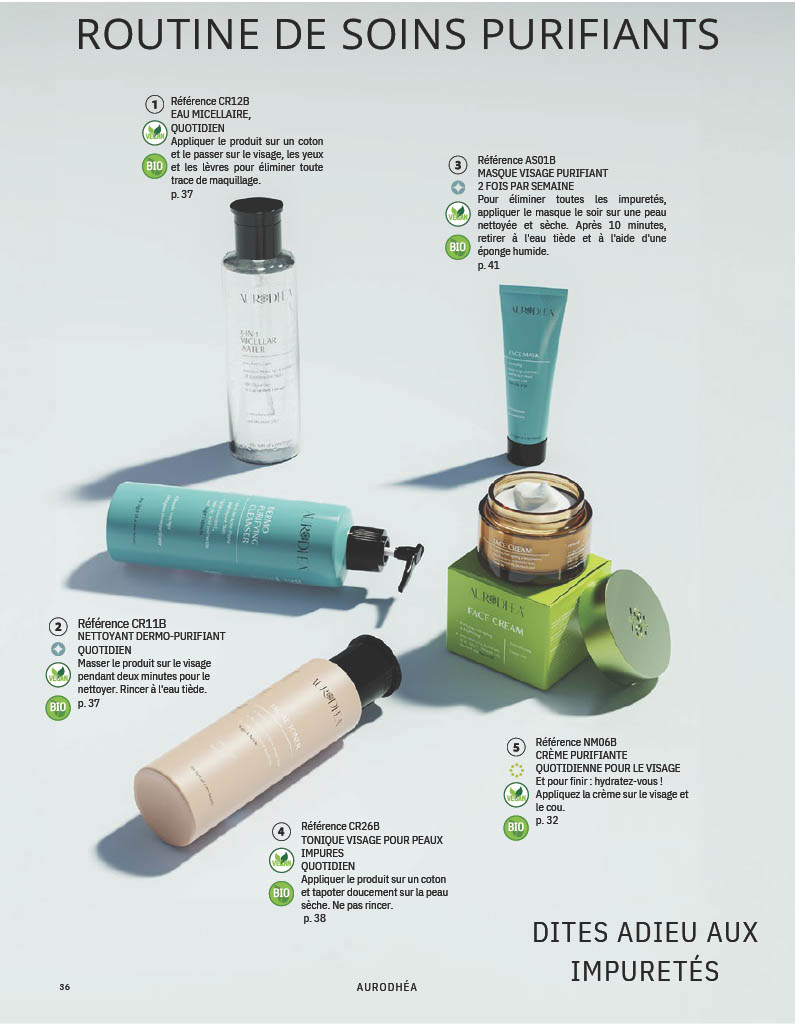 ROUTINE DE SOINS PURIFIANTS
1
Référence CR12B
EAU MICELLAIRE,
QUOTIDIEN
Appliquer le produit sur un coton
et le passer sur le visage, les yeux
et les lèvres pour éliminer toute
trace de maquillage.
p. 37
VEGAN
BIO
3
Référence AS01B
MASQUE VISAGE PURIFIANT
2 FOIS PAR SEMAINE
Pour éliminer toutes les impuretés,
appliquer le masque le soir sur une peau
nettoyée et sèche. Après 10 minutes,
retirer à l'eau tiède et à l'aide d'une
éponge humide.
p. 41
VEGAN
BIO
AURODHÉA
MICELLAR
WATER
AURODHÉA
FACE MASK
AURODHÉA
DERMO
PURIFYING
CLEANSER
FACE CREAM
AURODHÉA
FACE CREAM
2
Référence CR11B
NETTOYANT DERMO-PURIFIANT
QUOTIDIEN
Masser le produit sur le visage
pendant deux minutes pour le
nettoyer. Rincer à l'eau tiède.
p. 37
VEGAN
BIO
AURODHÉA
TONER
5
Référence NM06B
CRÈME PURIFIANTE
QUOTIDIENNE POUR LE VISAGE
Et pour finir : hydratez-vous !
Appliquez la crème sur le visage et
le cou.
p. 32
VEGAN
BIO
4
Référence CR26B
TONIQUE VISAGE POUR PEAUX
IMPURES
QUOTIDIEN
Appliquer le produit sur un coton
et tapoter doucement sur la peau
sèche. Ne pas rincer.
p. 38
VEGAN
BIO
DITES ADIEU AUX
IMPURETÉS
36
AURODHÉA